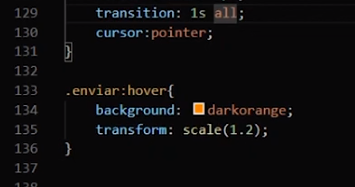 129 transition: 1s all;
130 cursor:pointer;
131 }
132
133 .enviar:hover{
134 background: darkorange;
135 transform: scale(1.2);
136 }
137
138